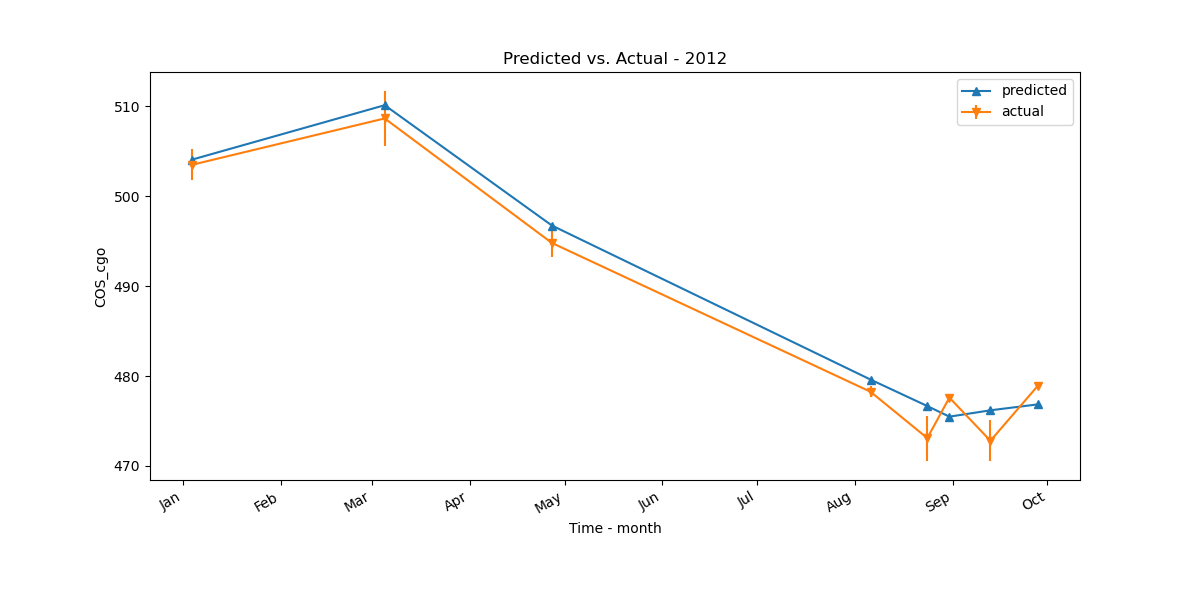 Predicted vs. Actual - 2012
predicted
actual
510
500
490
480
470
COS_cgo
Jan
Feb
Mar
Apr
May
Jun
Jul
Aug
Sep
Oct
Time - month